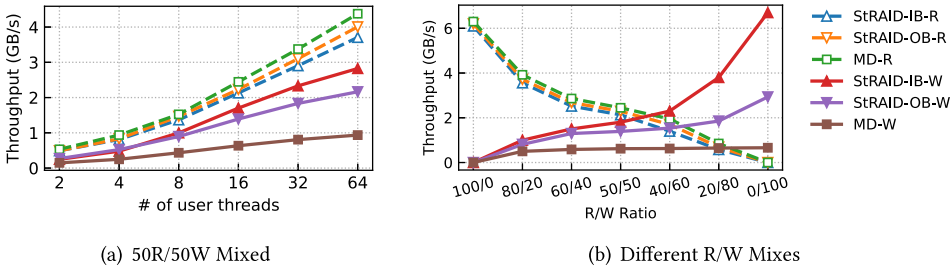 Throughput (GB/s)
4
3
2
1
0
2 4 8 16 32 64
# of user threads
(a) 50R/50W Mixed
Throughput (GB/s)
6
4
2
0
100/0 80/20 60/40 50/50 40/60 20/80 0/100
R/W Ratio
(b) Different R/W Mixes
StRAID-IB-R
StRAID-OB-R
MD-R
StRAID-IB-W
StRAID-OB-W
MD-W